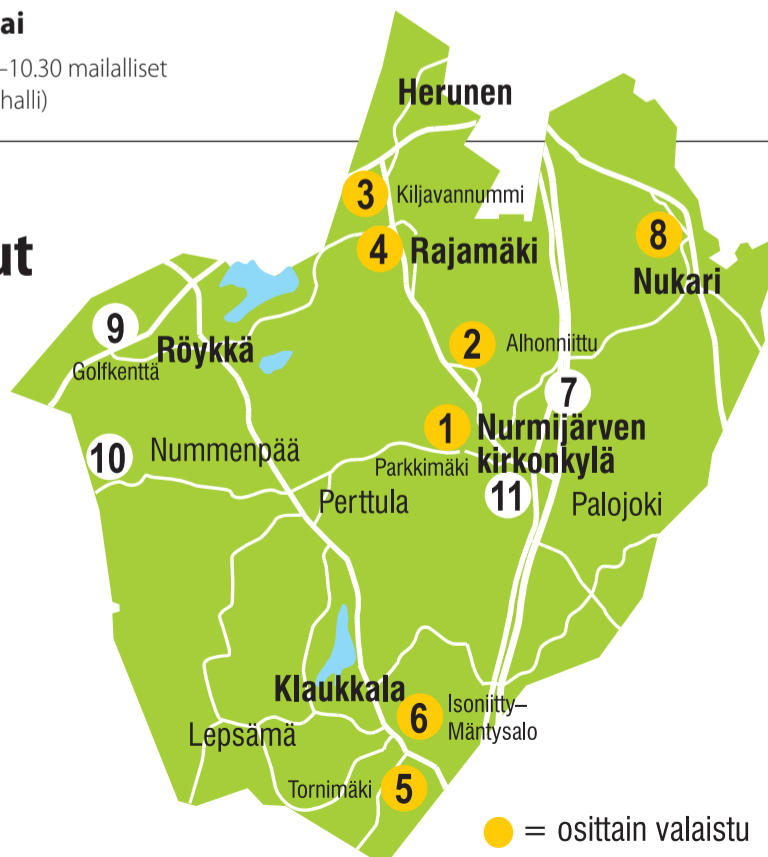 ai
–10.30 mailalliset
halli)
ut
Herunen
3 Kiljavannummi
4 Rajamäki
8
Nukari
9
Golfkenttä
Röykkä
2 Alhonniittu
7
1 Nurmijärven
kirkonkylä
Parkkimäki
10 Nummenpää
11
Perttula
Palojoki
Klaukkala
6 Isoniitty–
Mäntysalo
Lepsämä
Tornimäki 5
= osittain valaistu